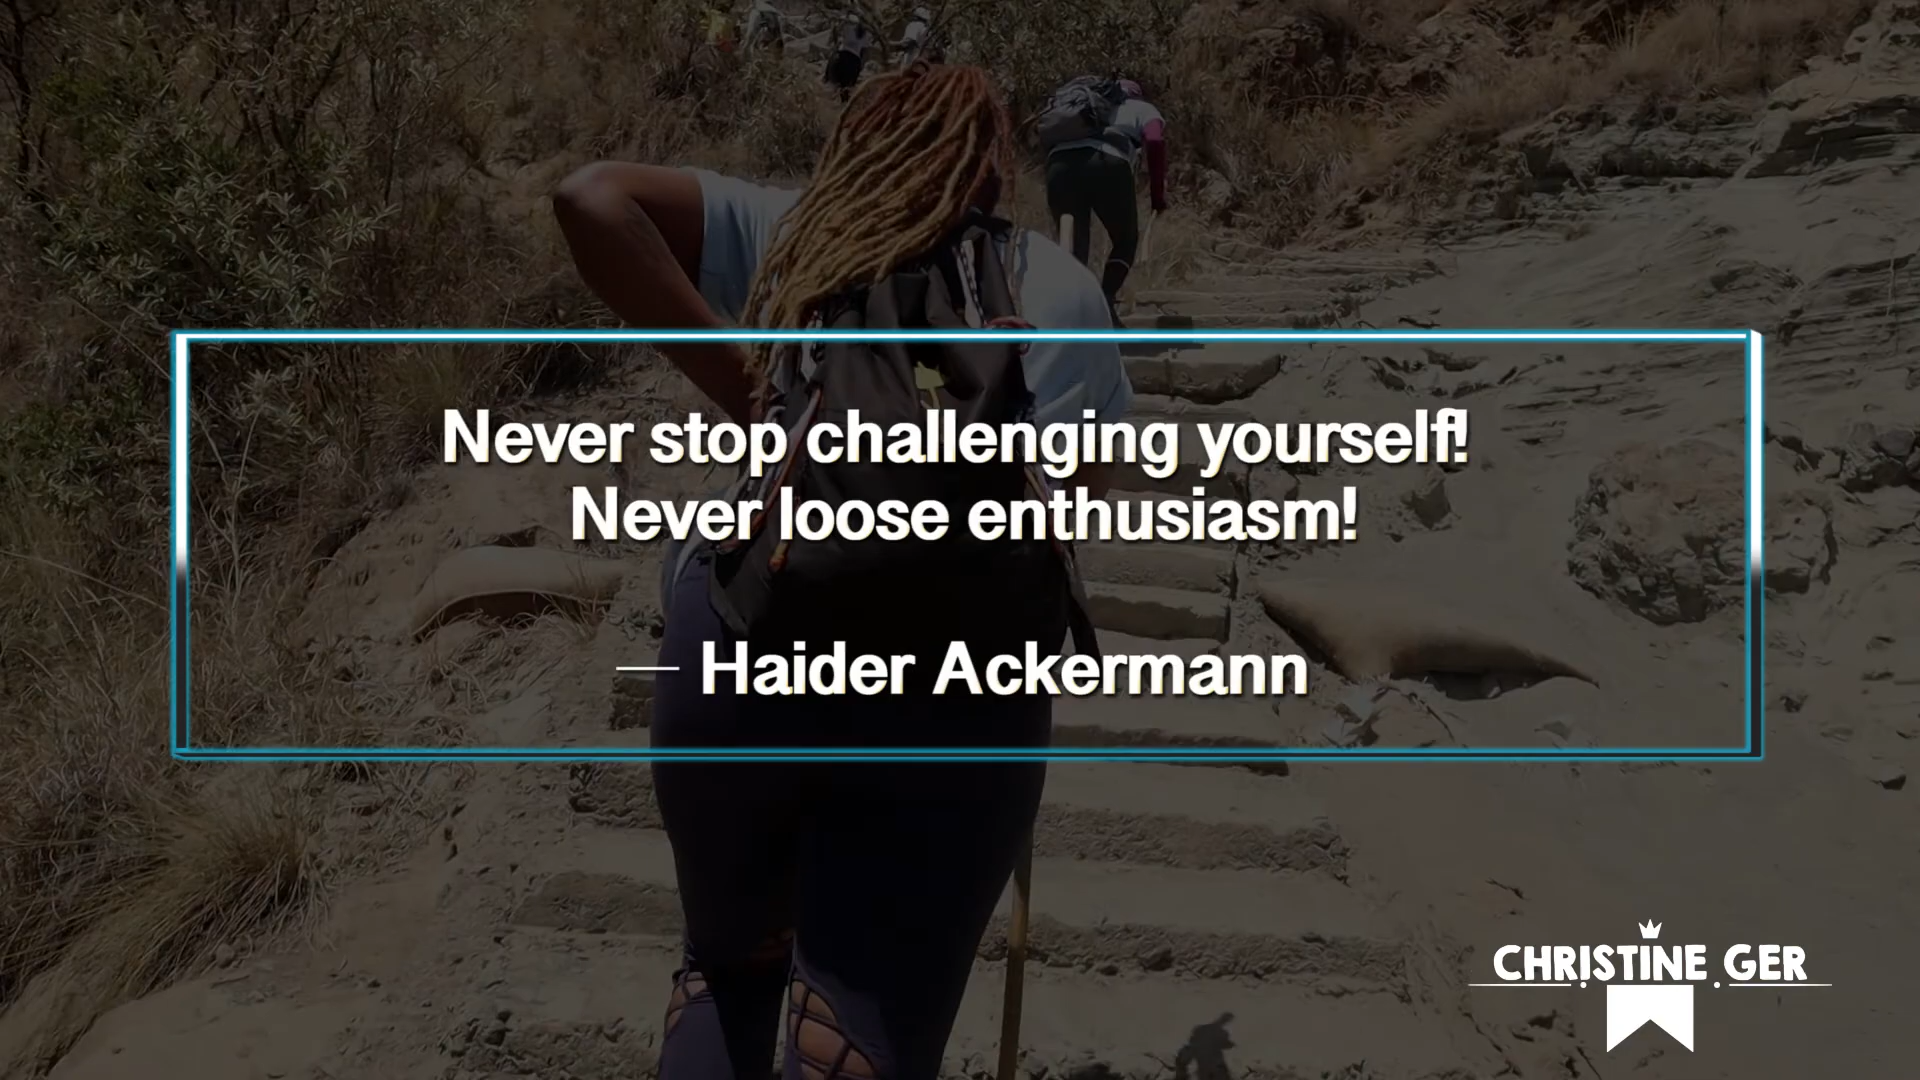 Never stop challenging yourself!
Never loose enthusiasm!
— Haider Ackermann
CHRISTINE GER